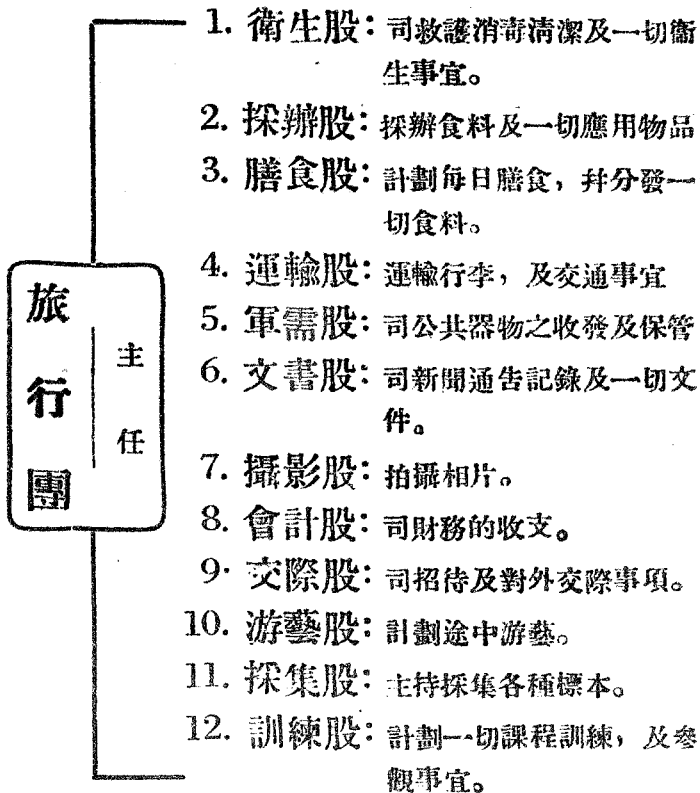 旅行團
主任
1. 衛生股：司救護消毒清潔及一切衞
生事宜。
2. 採辦股：採辦食料及一切應用物品
3. 膳食股：計劃每日膳食，幷分發一
切食料。
4. 運輸股：運輸行李，及交通事宜
5. 軍需股：司公共器物之收發及保管
6. 文書股：司新聞通告記錄及一切文
件。
7. 攝影股：拍攝相片。
8. 會計股：司財務的收支。
9. 交際股：司招待及對外交際事項。
10. 游藝股：計劃途中游藝。
11. 採集股：主持採集各種標本。
12. 訓練股：計劃一切課程訓練，及參
觀事宜。